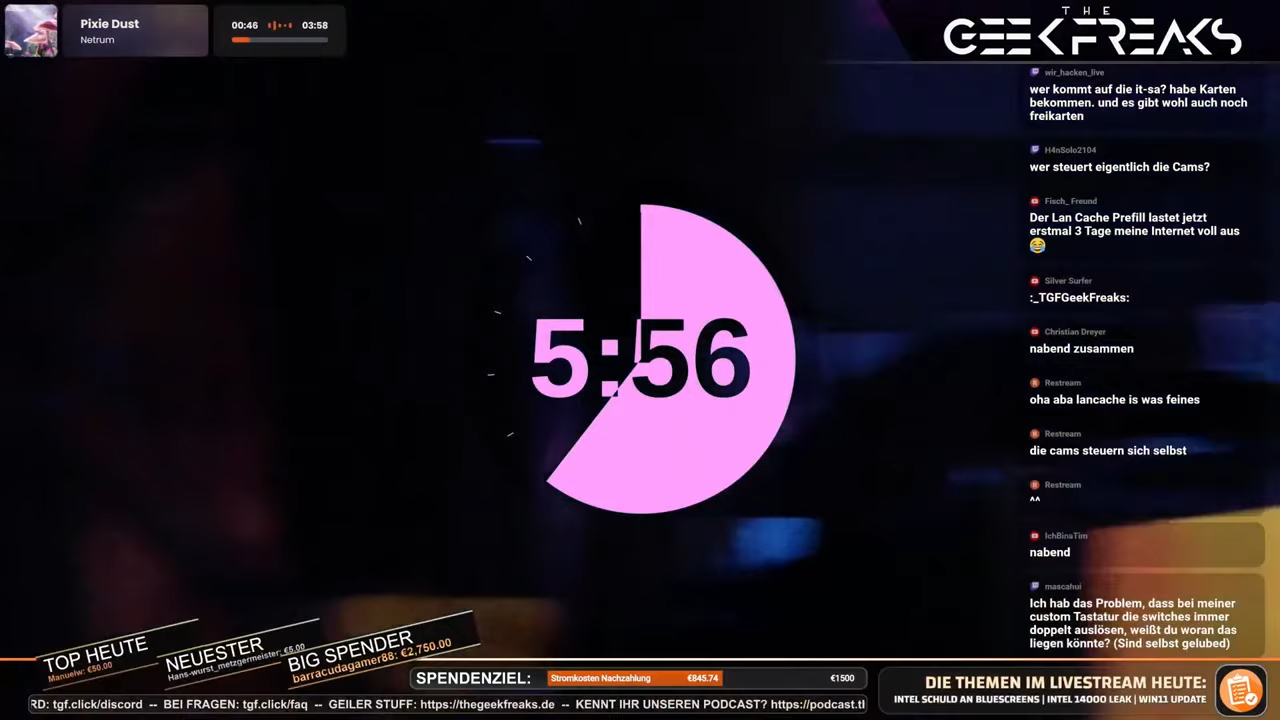 Pixie Dust
Netrum
00:46
03:58
THE
GEEKFREAKS
wir_hacken_live
wer kommt auf die it-sa? habe Karten
bekommen. und es gibt wohl auch noch
freikarten
H4nSolo2104
wer steuert eigentlich die Cams?
Fisch_ Freund
Der Lan Cache Prefill lastet jetzt
erstmal 3 Tage meine Internet voll aus
😂
Silver Surfer
:_TGFGeekFreaks:
Christian Dreyer
nabend zusammen
Restream
oha aba lancache is was feines
Restream
die cams steuern sich selbst
Restream
^^
IchBinaTim
nabend
mascahui
Ich hab das Problem, dass bei meiner
custom Tastatur die switches immer
doppelt auslösen, weißt du woran das
liegen könnte? (Sind selbst gelubed)
5:56
TOP HEUTE
Manuelw: €50.00
NEUESTER
Hans-wurst_metzgermeister: €5.00
BIG SPENDER
barracudagamer88: €2,750.00
SPENDENZIEL:
Stromkosten Nachzahlung
€845.74
€1500
DIE THEMEN IM LIVESTREAM HEUTE:
INTEL SCHULD AN BLUESCREENS | INTEL 14000 LEAK | WIN11 UPDATE
RD: tgf.click/discord -- BEI FRAGEN: tgf.click/faq -- GEILER STUFF: https://thegeekfreaks.de -- KENNT IHR UNSEREN PODCAST? https://podcast.tl